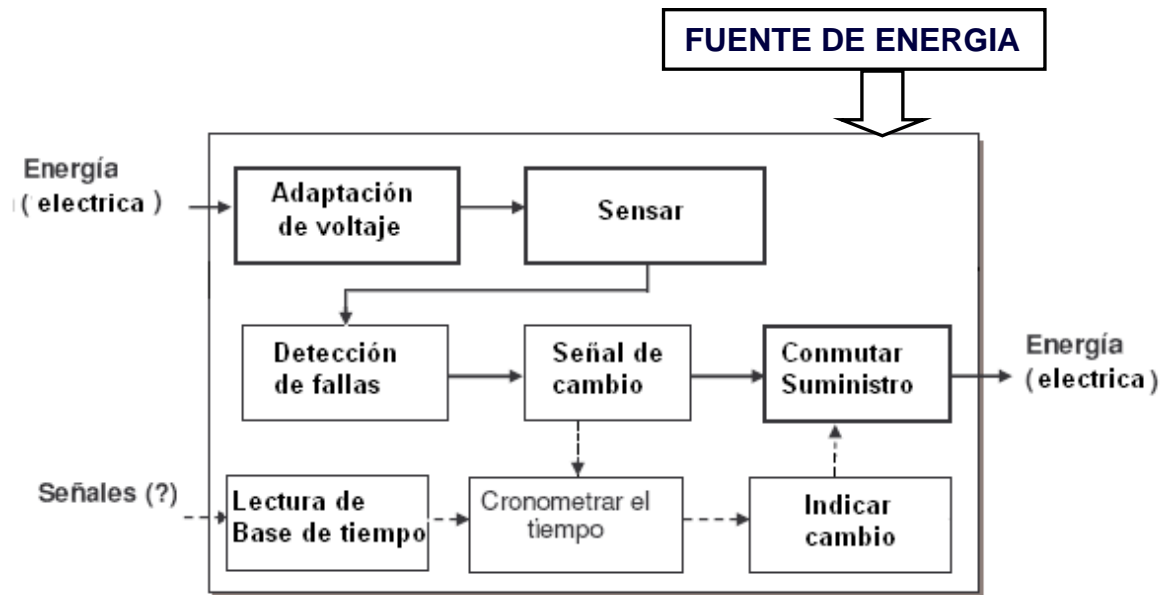 FUENTE DE ENERGIA
Energía
( electrica )
Adaptación
de voltaje
Sensar
Detección
de fallas
Señal de
cambio
Conmutar
Suministro
Energía
(electrica)
Señales (?)
Lectura de
Base de tiempo
Cronometrar el
tiempo
Indicar
cambio